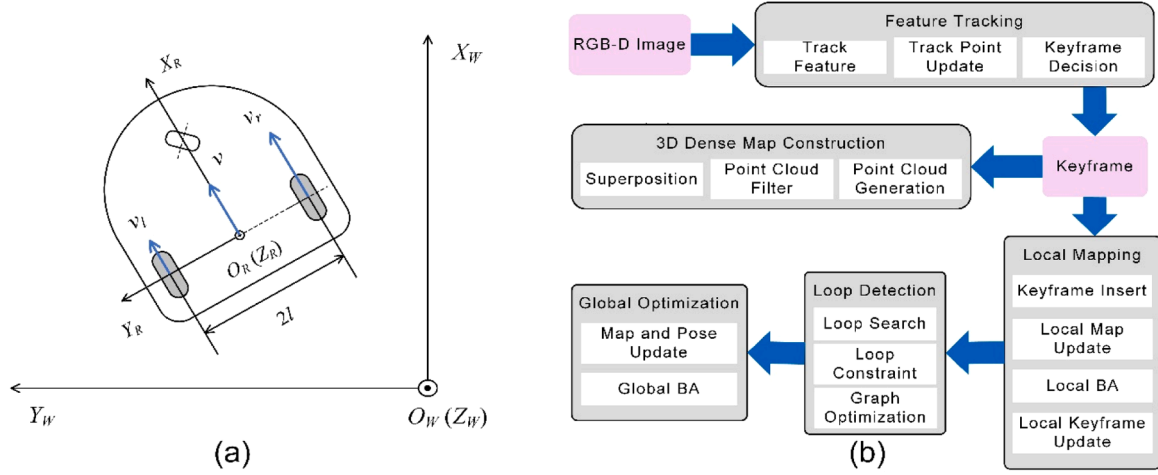 X_R
v_r
v
v_l
O_R (Z_R)
Y_R
2l
X_W
Y_W
O_W (Z_W)
(a)
RGB-D Image
Feature Tracking
Track
Feature
Track Point
Update
Keyframe
Decision
3D Dense Map Construction
Superposition
Point Cloud
Filter
Point Cloud
Generation
Keyframe
Local Mapping
Keyframe Insert
Local Map
Update
Local BA
Local Keyframe
Update
Loop Detection
Loop Search
Loop
Constraint
Graph
Optimization
Global Optimization
Map and Pose
Update
Global BA
(b)